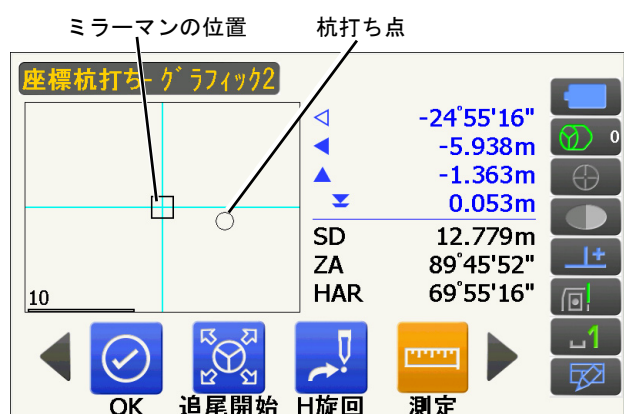 ミラーマンの位置 杭打ち点
座標杭打ち-グラフィック2
-24°55'16"
0
-5.938m
-1.363m
0.053m
SD 12.779m
ZA 89°45'52"
HAR 69°55'16"
10
1
OK 追尾開始 H旋回 測定